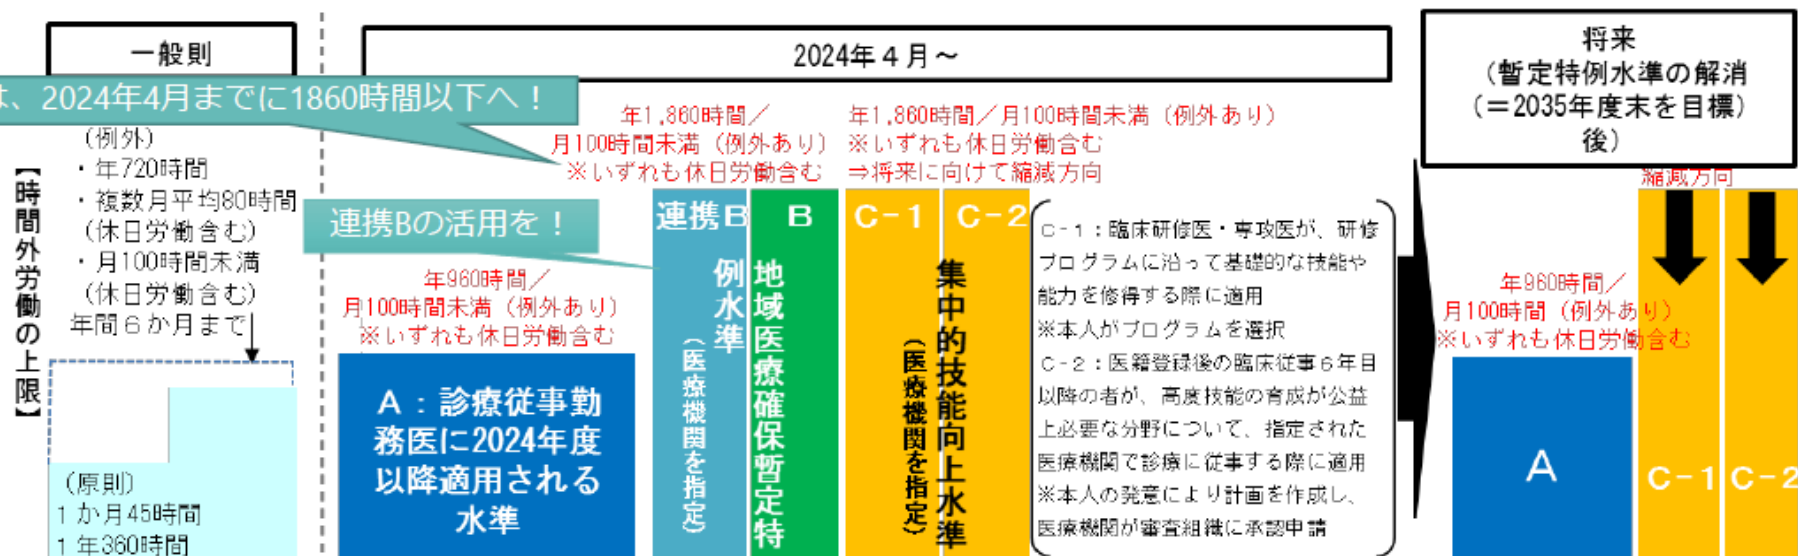 一般則
2024年４月～
将来
（暫定特例水準の解消
（＝2035年度末を目標）
後）
は、2024年4月までに1860時間以下へ！
【時間外労働の上限】
（例外）
・年720時間
・複数月平均80時間
（休日労働含む）
・月100時間未満
（休日労働含む）
年間６か月まで
（原則）
１か月45時間
１年360時間
年960時間／
月100時間未満（例外あり）
※いずれも休日労働含む
A：診療従事勤
務医に2024年度
以降適用される
水準
連携Bの活用を！
年1,860時間／
月100時間未満（例外あり）
※いずれも休日労働含む
連携B
B
地域医療確保暫定特
例水準
（医療機関を指定）
年1,860時間／月100時間未満（例外あり）
※いずれも休日労働含む
⇒将来に向けて縮減方向
C-1
C-2
集中的技能向上水準
（医療機関を指定）
C-1：臨床研修医・専攻医が、研修
プログラムに沿って基礎的な技能や
能力を修得する際に適用
※本人がプログラムを選択
C-2：医籍登録後の臨床従事６年目
以降の者が、高度技能の育成が公益
上必要な分野について、指定された
医療機関で診療に従事する際に適用
※本人の発意により計画を作成し、
医療機関が審査組織に承認申請
縮減方向
年960時間／
月100時間（例外あり）
※いずれも休日労働含む
A
C-1
C-2